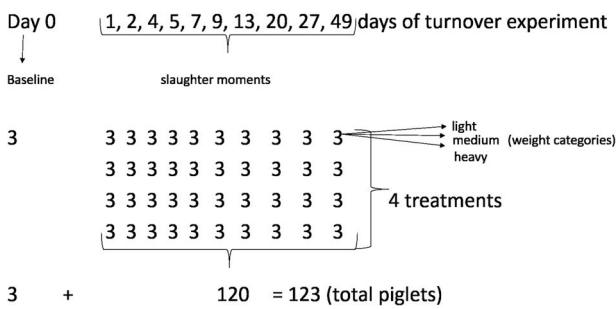 Day 0 1, 2, 4, 5, 7, 9, 13, 20, 27, 49 days of turnover experiment
Baseline slaughter moments
light
3 3 3 3 3 3 3 3 3 3 3 medium (weight categories)
heavy
3 3 3 3 3 3 3 3 3 3
3 3 3 3 3 3 3 3 3 3 4 treatments
3 3 3 3 3 3 3 3 3 3
3 + 120 = 123 (total piglets)